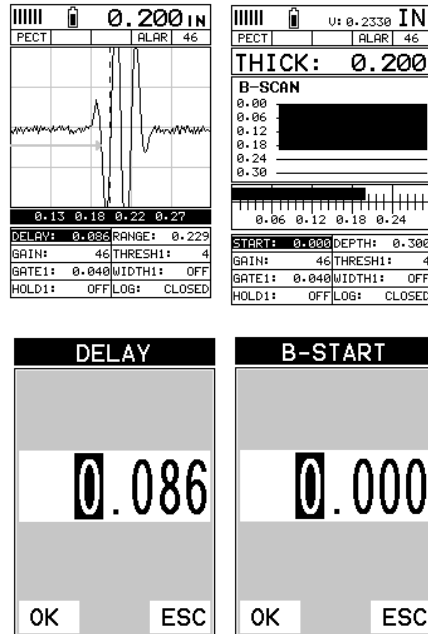 0.200 IN
PECT ALAR 46
0.13 0.18 0.22 0.27
DELAY: 0.086 RANGE: 0.229
GAIN: 46 THRESH1: 4
GATE1: 0.040 WIDTH1: OFF
HOLD1: OFF LOG: CLOSED
V: 0.2330 IN
PECT ALAR 46
THICK: 0.200
B-SCAN
0.00
0.06
0.12
0.18
0.24
0.30
0.06 0.12 0.18 0.24
START: 0.000 DEPTH: 0.300
GAIN: 46 THRESH1: 4
GATE1: 0.040 WIDTH1: OFF
HOLD1: OFF LOG: CLOSED
DELAY
0.086
OK ESC
B-START
0.000
OK ESC